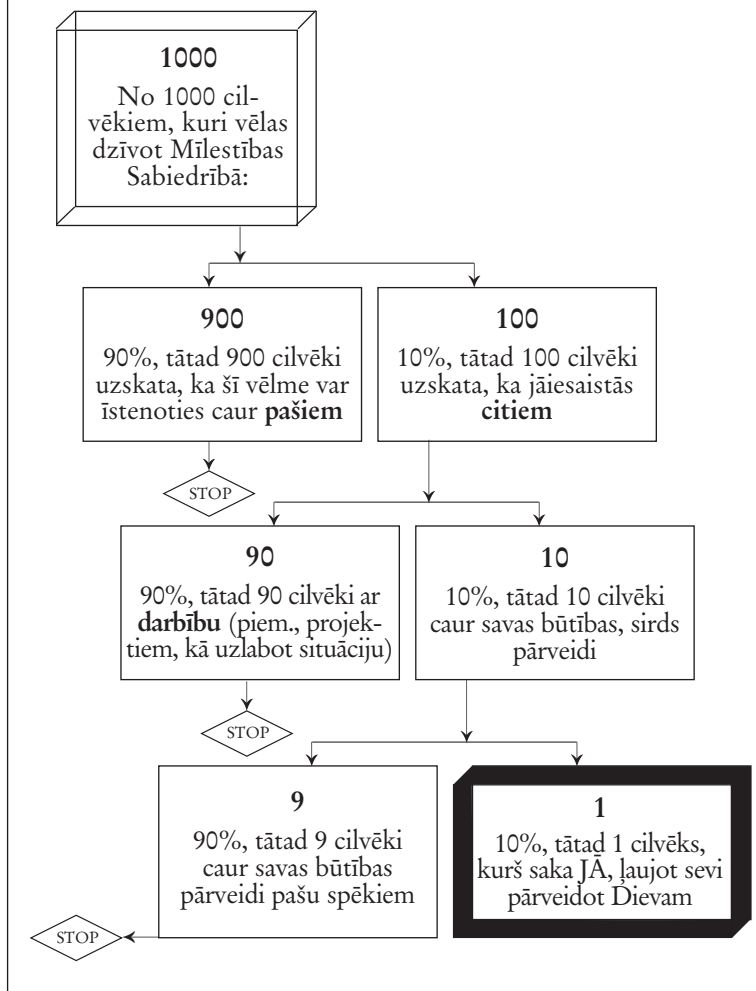 1000
No 1000 cil-
vēkiem, kuri vēlas
dzīvot Mīlestības
Sabiedrībā:
900
90%, tātad 900 cilvēki
uzskata, ka šī vēlme var
īstenoties caur pašiem
100
10%, tātad 100 cilvēki
uzskata, ka jāiesaistās
citiem
STOP
90
90%, tātad 90 cilvēki ar
darbību (piem., projek-
tiem, kā uzlabot situāciju)
10
10%, tātad 10 cilvēki
caur savas būtības, sirds
pārveidi
STOP
9
90%, tātad 9 cilvēki
caur savas būtības
pārveidi pašu spēkiem
1
10%, tātad 1 cilvēks,
kurš saka JĀ, ļaujot sevi
pārveidot Dievam
STOP